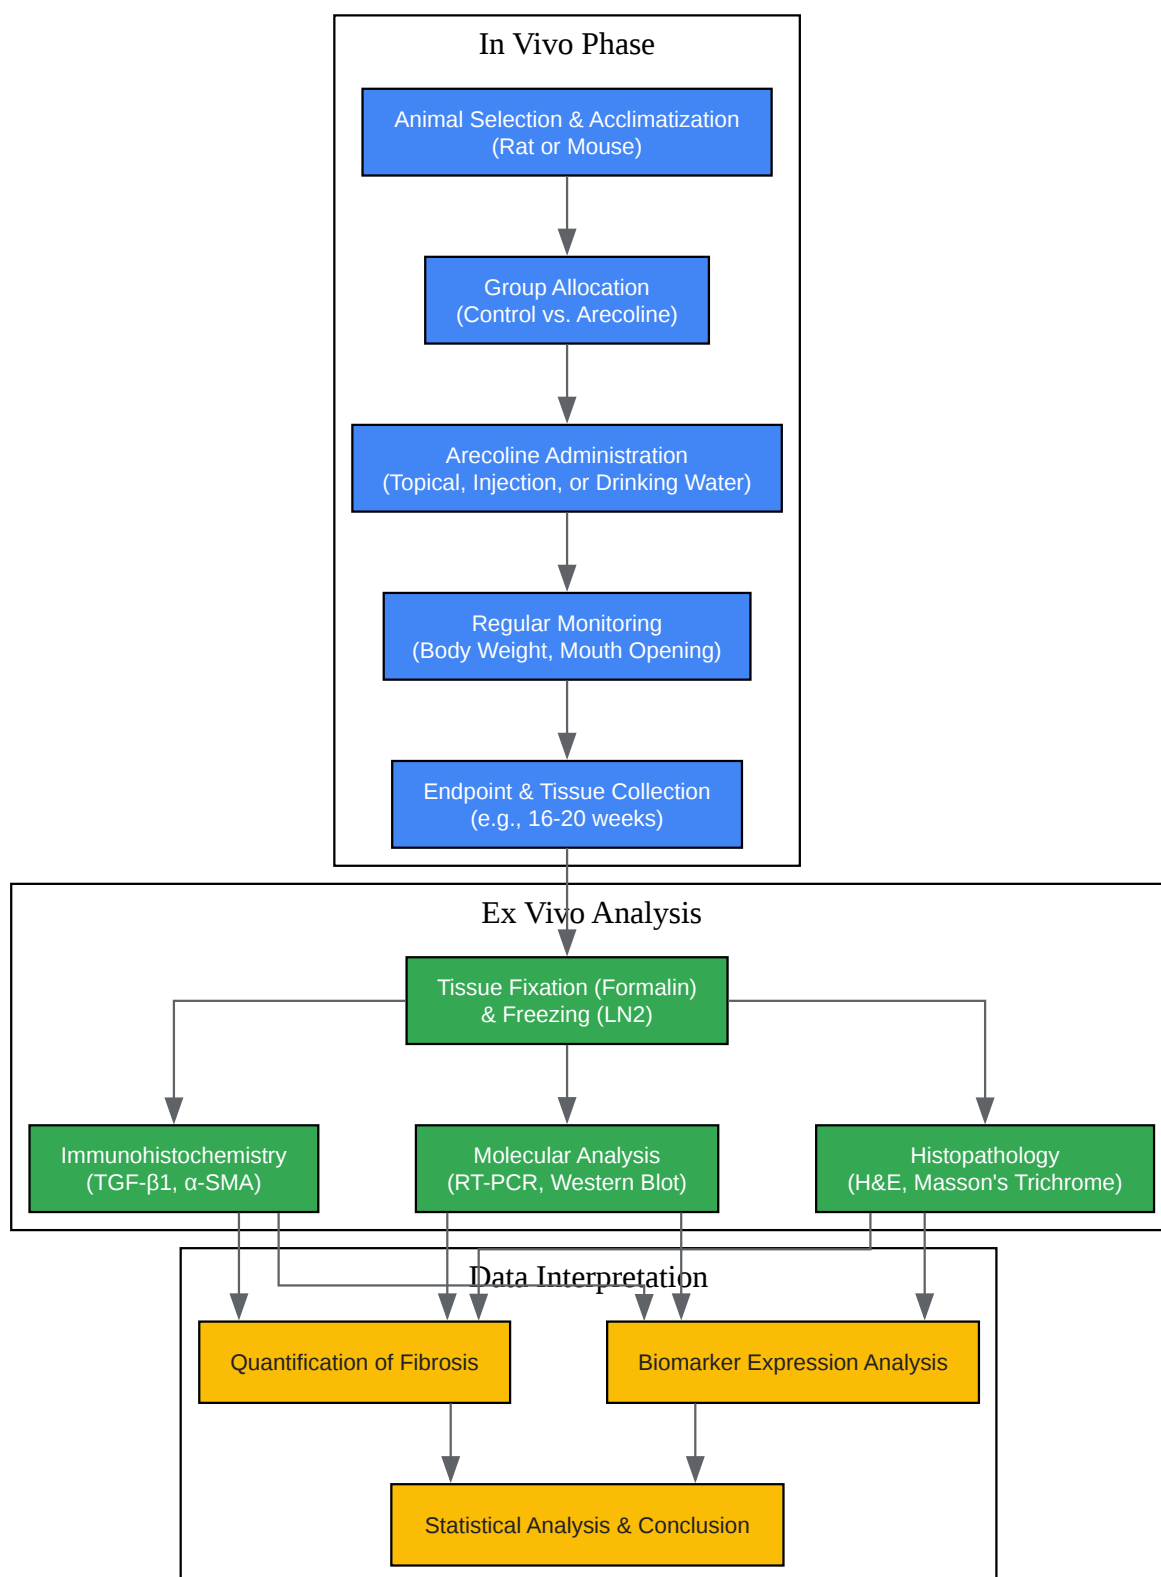 In Vivo Phase
Animal Selection & Acclimatization
(Rat or Mouse)
Group Allocation
(Control vs. Arecoline)
Arecoline Administration
(Topical, Injection, or Drinking Water)
Regular Monitoring
(Body Weight, Mouth Opening)
Endpoint & Tissue Collection
(e.g., 16-20 weeks)
Ex Vivo Analysis
Tissue Fixation (Formalin)
& Freezing (LN2)
Immunohistochemistry
(TGF-β1, α-SMA)
Molecular Analysis
(RT-PCR, Western Blot)
Histopathology
(H&E, Masson's Trichrome)
Data Interpretation
Quantification of Fibrosis
Biomarker Expression Analysis
Statistical Analysis & Conclusion